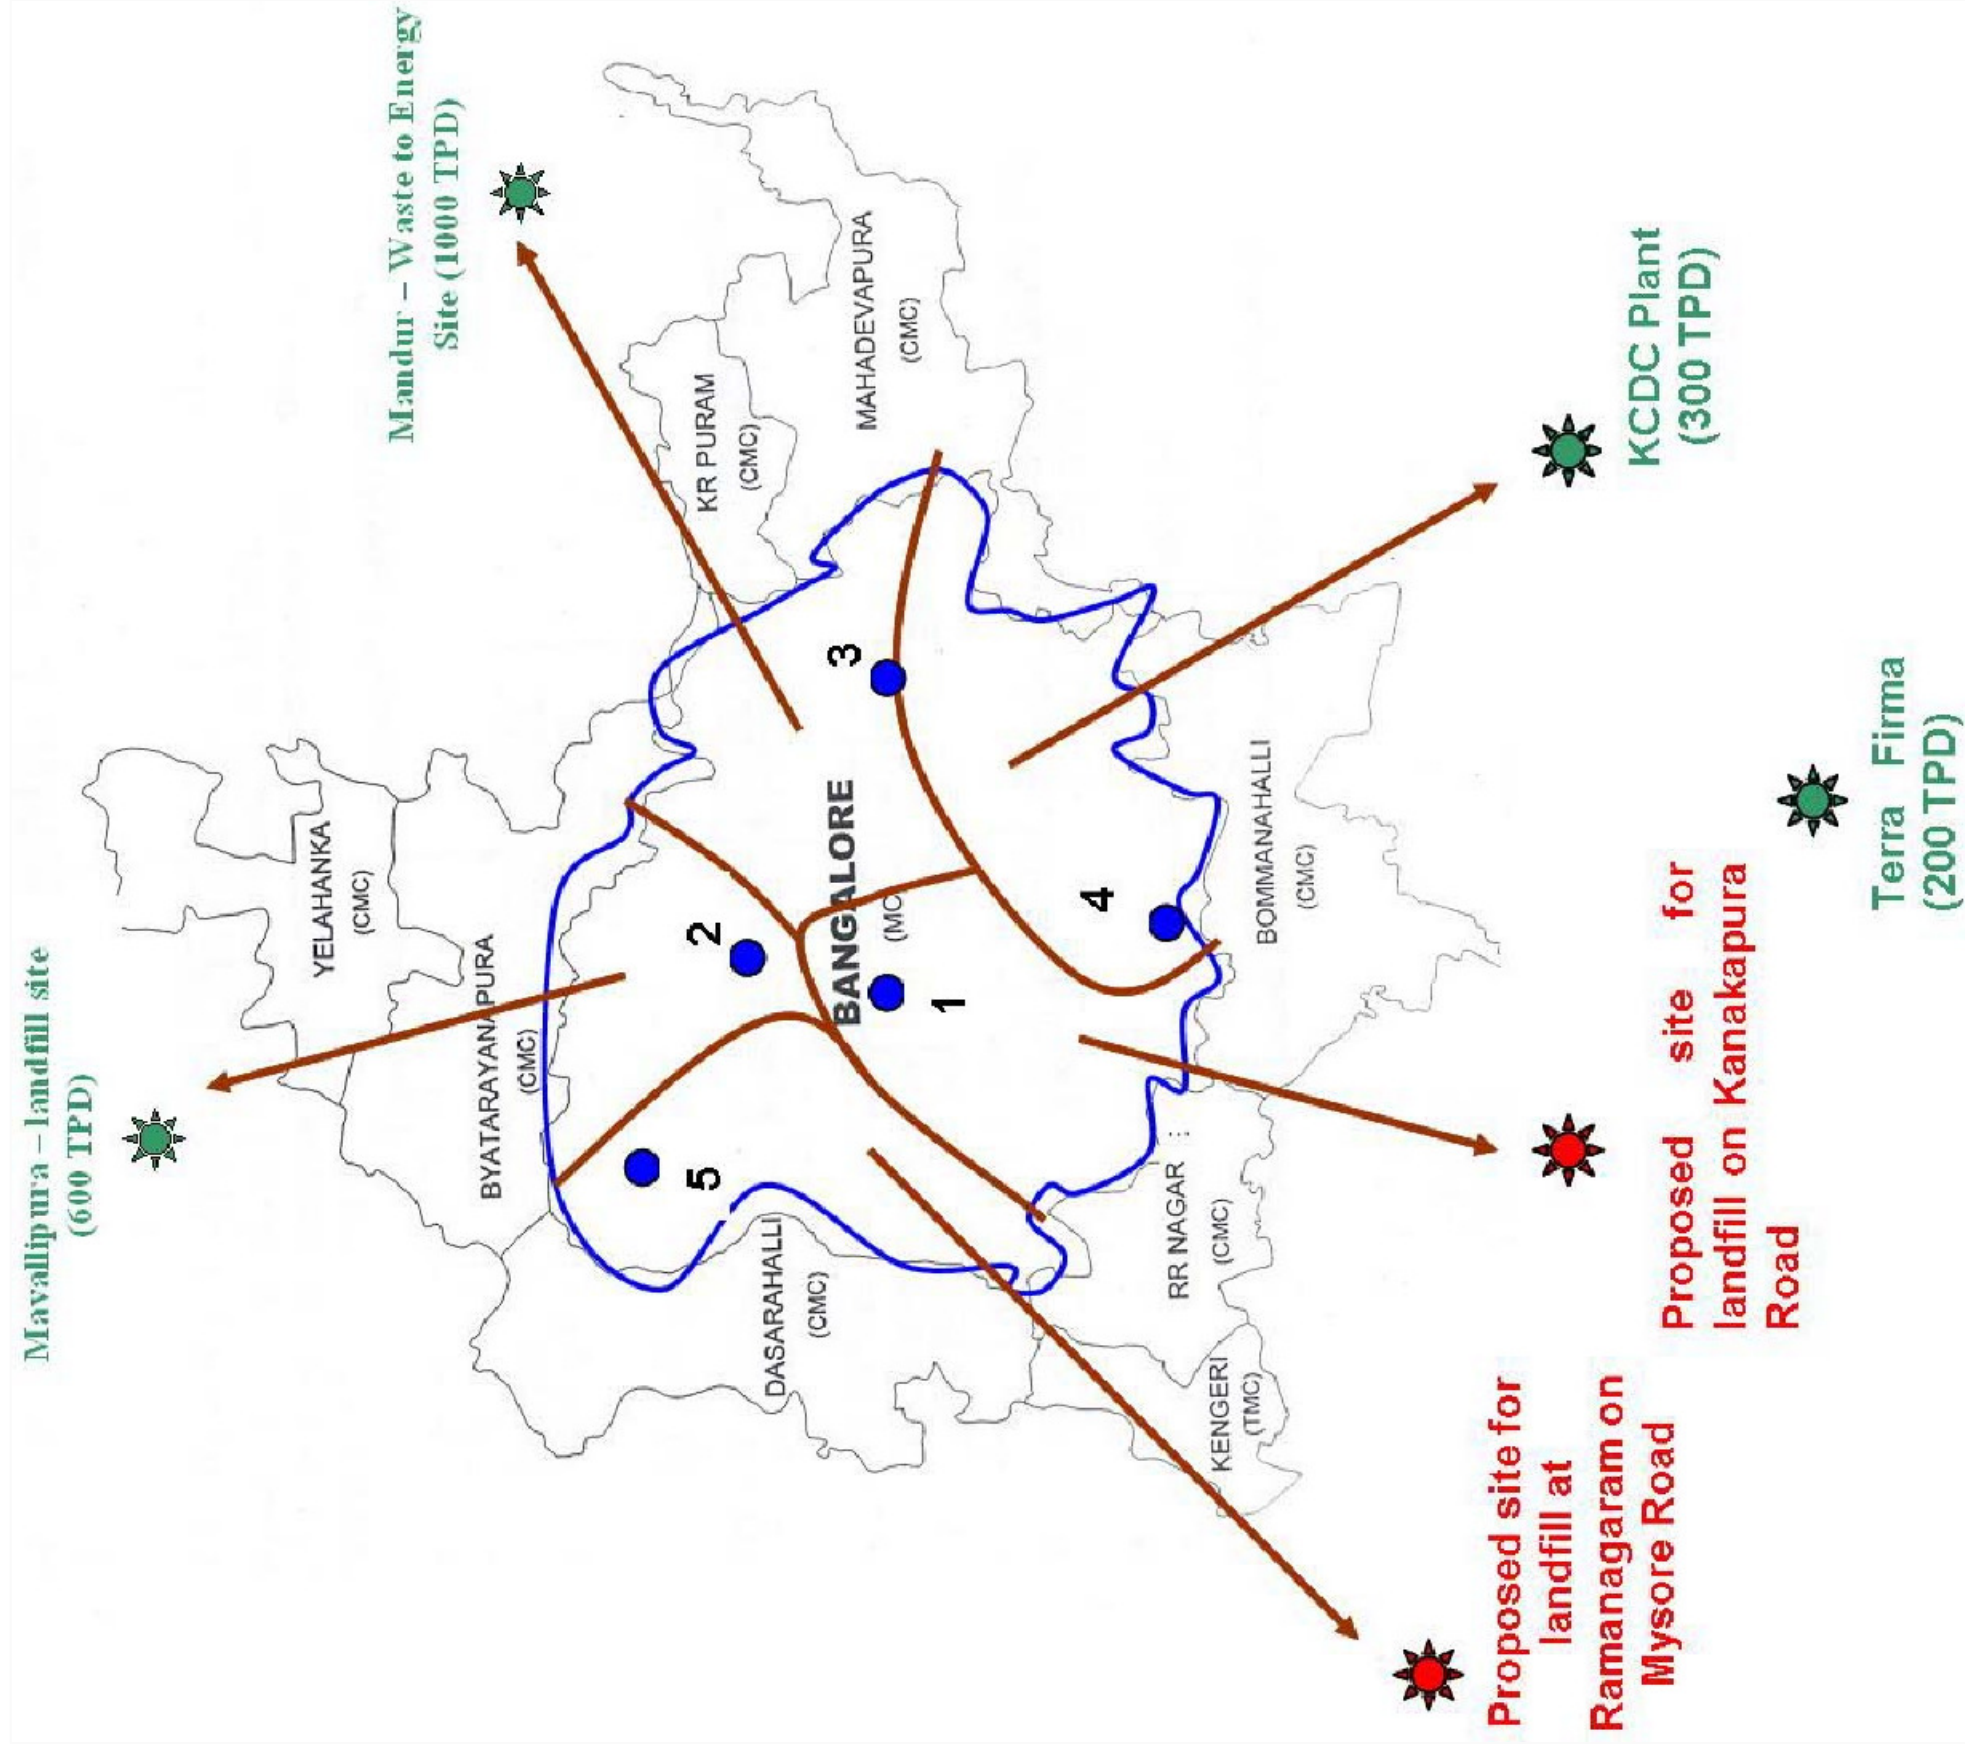 Mavallipura – landfill site
(600 TPD)
Mandur – Waste to Energy
Site (1000 TPD)
YELAHANKA
(CMC)
BYATARAYANAPURA
(CMC)
KR PURAM
(CMC)
MAHADEVAPURA
(CMC)
DASARAHALLI
(CMC)
BANGALORE
(MC
1
2
3
4
5
BOMMANAHALLI
(CMC)
RR NAGAR
(CMC)
KENGERI
(TMC)
KCDC Plant
(300 TPD)
Terra Firma
(200 TPD)
Proposed site for
landfill on Kanakapura
Road
Proposed site for
landfill at
Ramanagaram on
Mysore Road